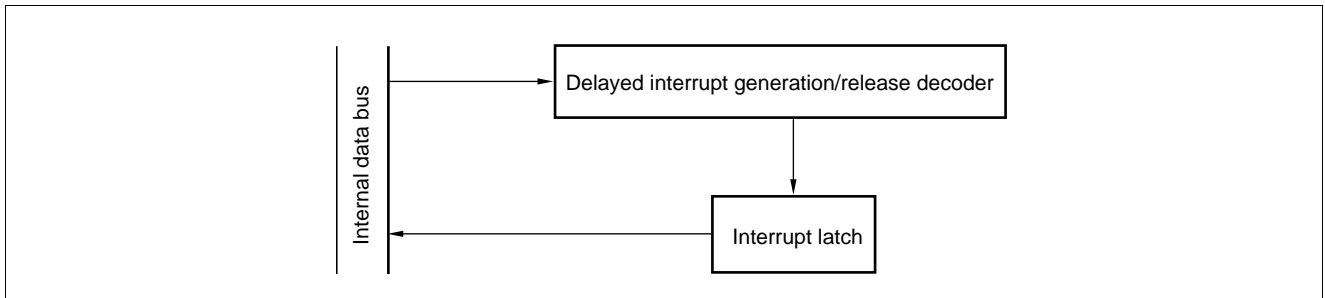 Internal data bus
Delayed interrupt generation/release decoder
Interrupt latch